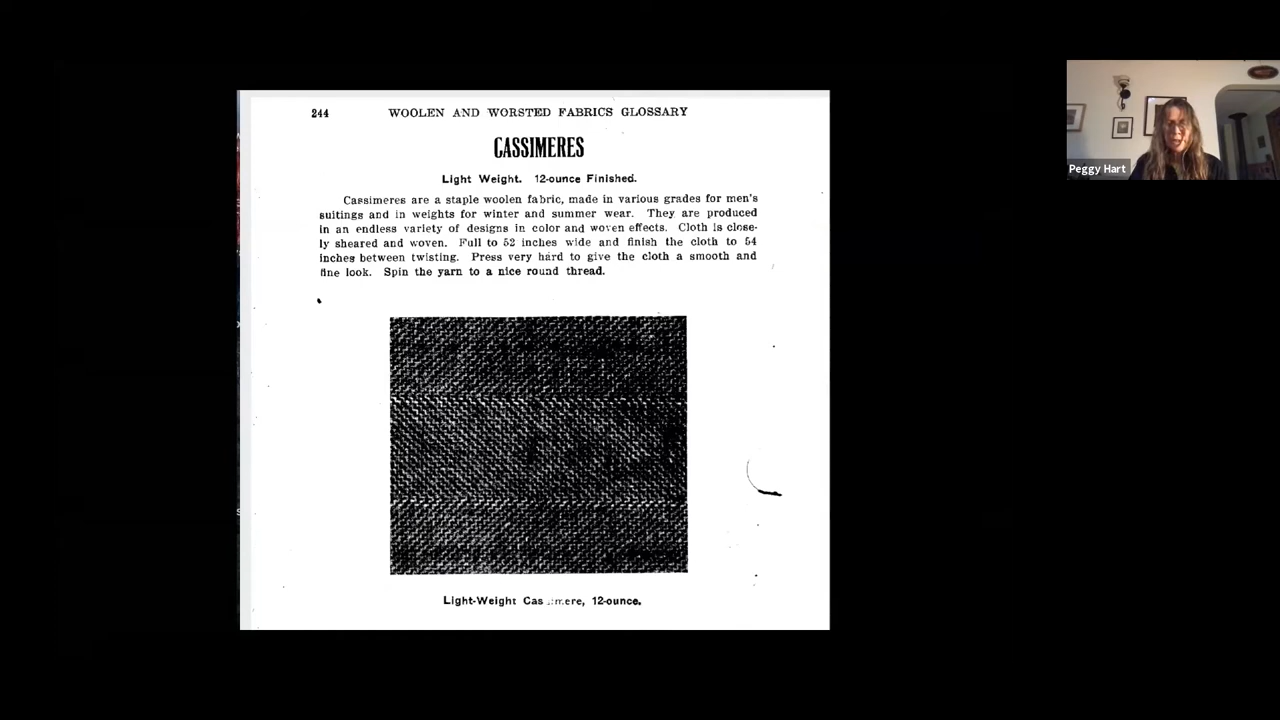 244 WOOLEN AND WORSTED FABRICS GLOSSARY
CASSIMERES
Light Weight. 12-ounce Finished.
Cassimeres are a staple woolen fabric, made in various grades for men's
suitings and in weights for winter and summer wear. They are produced
in an endless variety of designs in color and woven effects. Cloth is close-
ly sheared and woven. Full to 52 inches wide and finish the cloth to 54
inches between twisting. Press very hard to give the cloth a smooth and
fine look. Spin the yarn to a nice round thread.
Light-Weight Cassimere, 12-ounce.
Peggy Hart